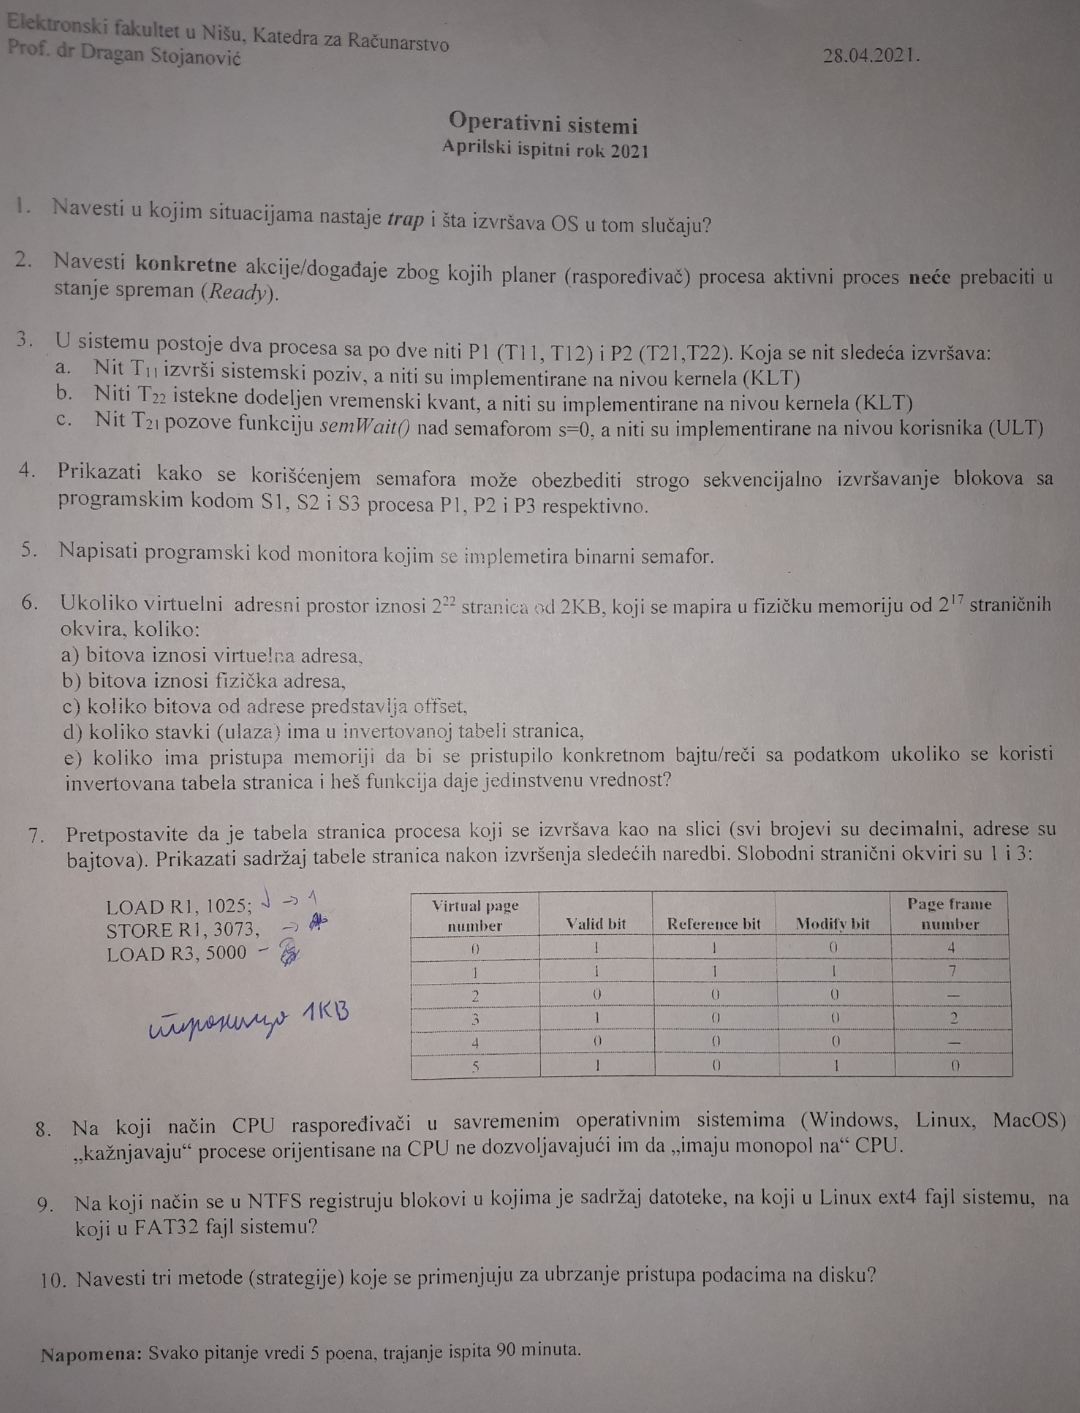 Elektronski fakultet u Nišu, Katedra za Računarstvo
Prof. dr Dragan Stojanović
28.04.2021.
Operativni sistemi
Aprilski ispitni rok 2021
1. Navesti u kojim situacijama nastaje trap i šta izvršava OS u tom slučaju?
2. Navesti konkretne akcije/događaje zbog kojih planer (raspoređivač) procesa aktivni proces neće prebaciti u
stanje spreman (Ready).
3. U sistemu postoje dva procesa sa po dve niti P1 (T11, T12) i P2 (T21,T22). Koja se nit sledeća izvršava:
a. Nit T11 izvrši sistemski poziv, a niti su implementirane na nivou kernela (KLT)
b. Niti T22 istekne dodeljen vremenski kvant, a niti su implementirane na nivou kernela (KLT)
c. Nit T21 pozove funkciju semWait() nad semaforom s=0, a niti su implementirane na nivou korisnika (ULT)
4. Prikazati kako se korišćenjem semafora može obezbediti strogo sekvencijalno izvršavanje blokova sa
programskim kodom S1, S2 i S3 procesa P1, P2 i P3 respektivno.
5. Napisati programski kod monitora kojim se implemetira binarni semafor.
6. Ukoliko virtuelni adresni prostor iznosi 2²² stranica od 2KB, koji se mapira u fizičku memoriju od 2¹⁷ straničnih
okvira, koliko:
a) bitova iznosi virtuelna adresa,
b) bitova iznosi fizička adresa,
c) koliko bitova od adrese predstavlja offset,
d) koliko stavki (ulaza) ima u invertovanoj tabeli stranica,
e) koliko ima pristupa memoriji da bi se pristupilo konkretnom bajtu/reči sa podatkom ukoliko se koristi
invertovana tabela stranica i heš funkcija daje jedinstvenu vrednost?
7. Pretpostavite da je tabela stranica procesa koji se izvršava kao na slici (svi brojevi su decimalni, adrese su
bajtova). Prikazati sadržaj tabele stranica nakon izvršenja sledećih naredbi. Slobodni stranični okviri su 1 i 3:
LOAD R1, 1025; → 1
STORE R1, 3073, →
LOAD R3, 5000 -
страницa 1KB
Virtual page number Valid bit Reference bit Modify bit Page frame number
0 1 1 0 4
1 1 1 1 7
2 0 0 0 —
3 1 0 0 2
4 0 0 0 —
5 1 0 1 0
8. Na koji način CPU raspoređivači u savremenim operativnim sistemima (Windows, Linux, MacOS)
„kažnjavaju“ procese orijentisane na CPU ne dozvoljavajući im da „imaju monopol na“ CPU.
9. Na koji način se u NTFS registruju blokovi u kojima je sadržaj datoteke, na koji u Linux ext4 fajl sistemu, na
koji u FAT32 fajl sistemu?
10. Navesti tri metode (strategije) koje se primenjuju za ubrzanje pristupa podacima na disku?
Napomena: Svako pitanje vredi 5 poena, trajanje ispita 90 minuta.